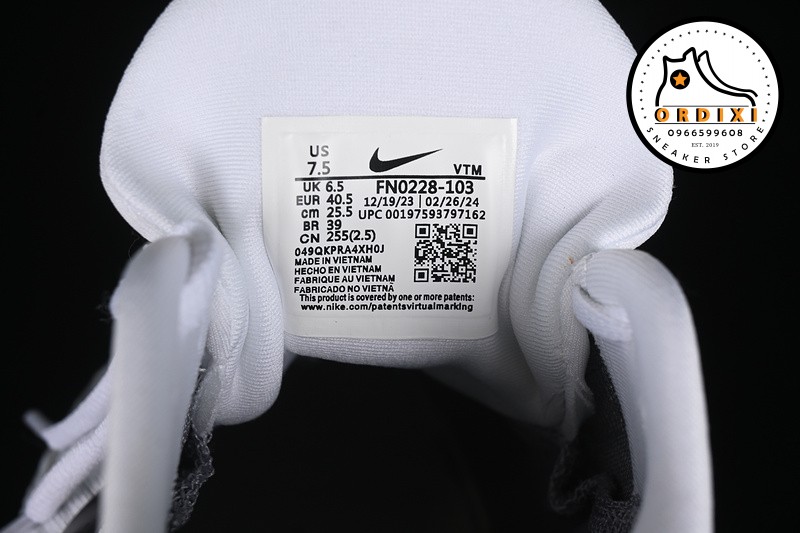 US
7.5
VTM
UK 6.5
FN0228-103
EUR 40.5
12/19/23 | 02/26/24
cm 25.5
UPC 00197593797162
BR 39
CN 255(2.5)
049QKPRA4XH0J
MADE IN VIETNAM
HECHO EN VIETNAM
FABRIQUE AU VIETNAM
FABRICADO NO VIETNÃ
This product is covered by one or more patents:
www.nike.com/patentsvirtualmarking
ORDIXI
0966599608
EST. 2019
SNEAKER STORE